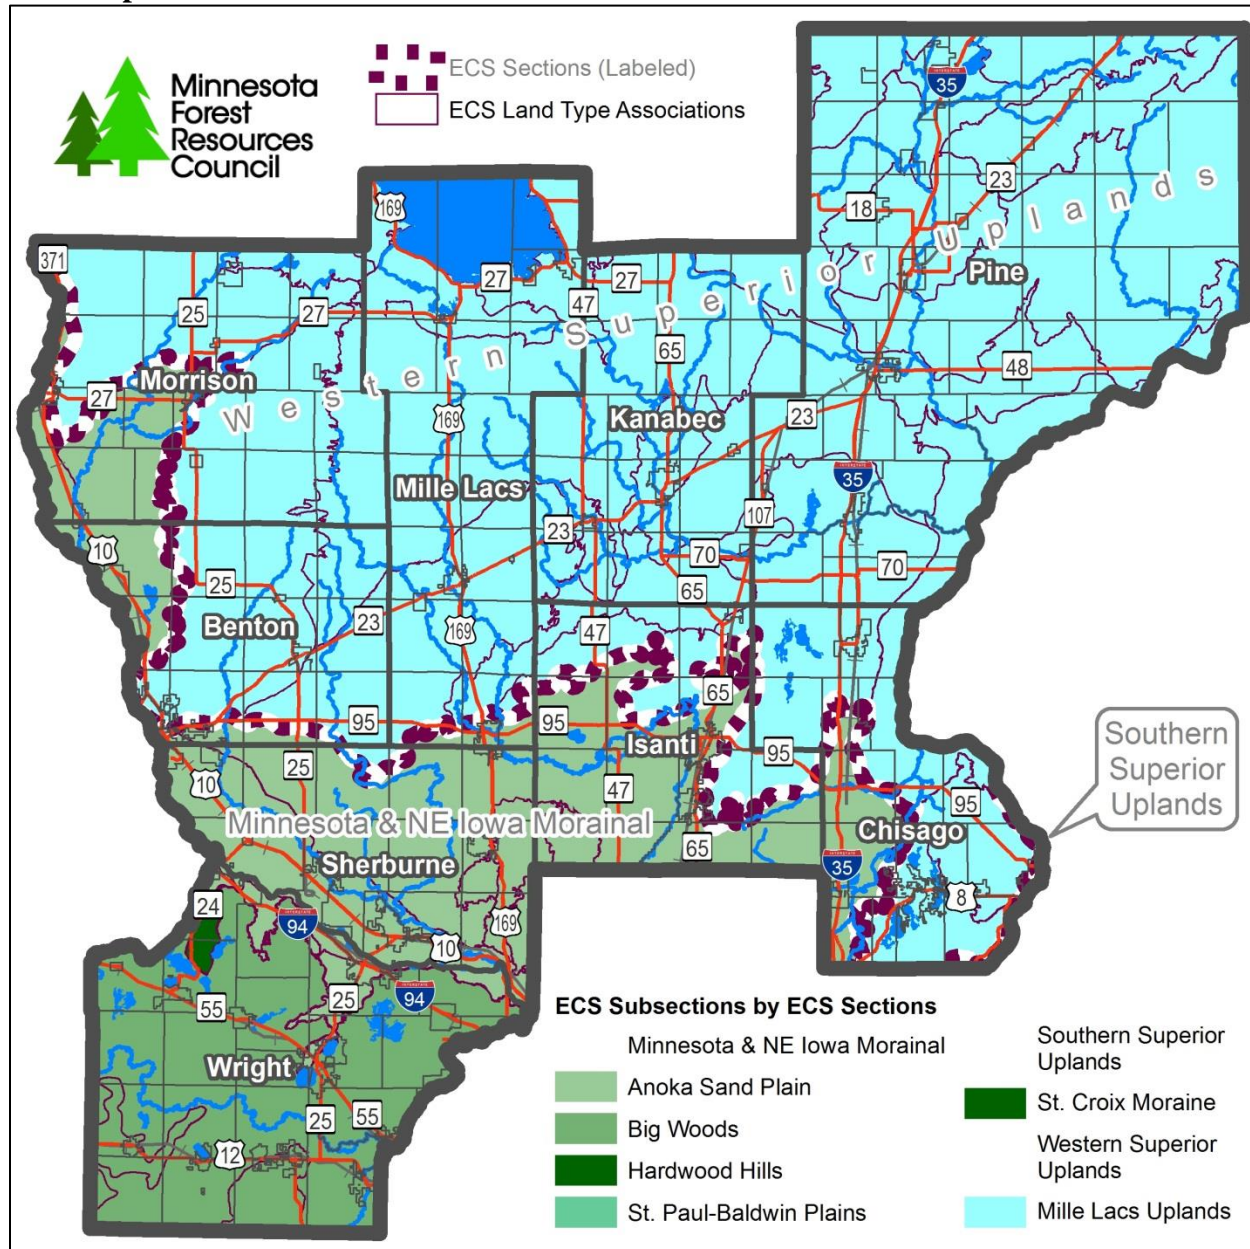 Minnesota
Forest
Resources
Council
ECS Sections (Labeled)
ECS Land Type Associations
35
169
23
18
Western Superior Uplands
Pine
371
27
27
47
25
27
65
48
Morrison
27
Kanabec
23
169
Mille Lacs
35
107
10
23
70
70
25
65
Benton
23
169
47
65
95
95
Isanti
95
25
10
47
95
Southern
Superior
Uplands
Minnesota & NE Iowa Morainal
Chisago
65
Sherburne
35
8
24
94
169
10
25
94
55
Wright
25
55
12
ECS Subsections by ECS Sections
Minnesota & NE Iowa Morainal
Anoka Sand Plain
Big Woods
Hardwood Hills
St. Paul-Baldwin Plains
Southern Superior
Uplands
St. Croix Moraine
Western Superior
Uplands
Mille Lacs Uplands